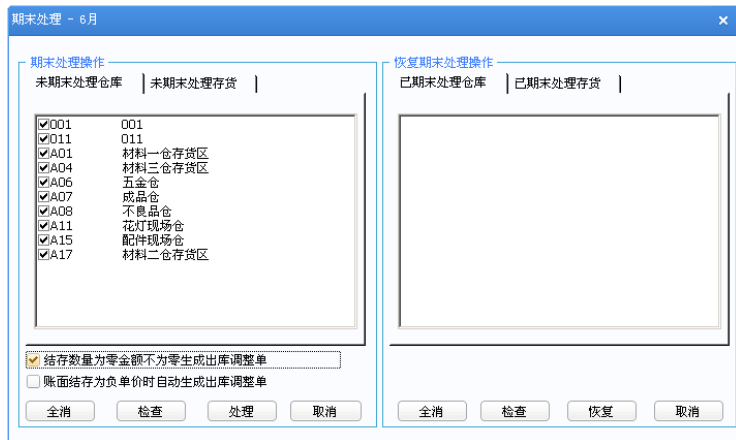 期末处理 - 6月
期末处理操作
未期末处理仓库 未期末处理存货
001 001
011 011
A01 材料一仓存货区
A04 材料三仓存货区
A06 五金仓
A07 成品仓
A08 不良品仓
A11 花灯现场仓
A15 配件现场仓
A17 材料二仓存货区
结存数量为零金额不为零生成出库调整单
账面结存为负单价时自动生成出库调整单
全消 检查 处理 取消
恢复期末处理操作
已期末处理仓库 已期末处理存货
全消 检查 恢复 取消